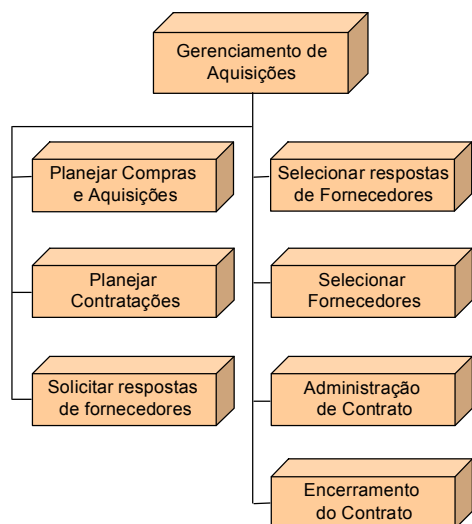 Gerenciamento de
Aquisições
Planejar Compras
e Aquisições
Planejar
Contratações
Solicitar respostas
de fornecedores
Selecionar respostas
de Fornecedores
Selecionar
Fornecedores
Administração
de Contrato
Encerramento
do Contrato